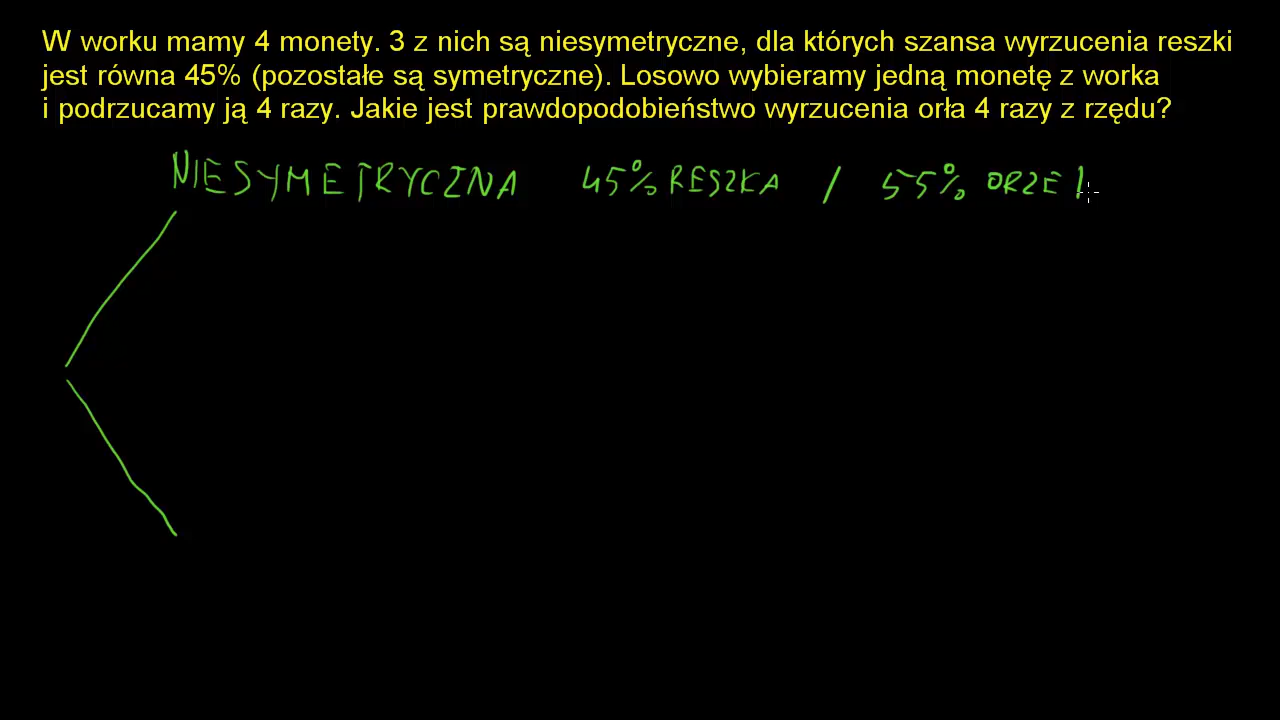 W worku mamy 4 monety. 3 z nich są niesymetryczne, dla których szansa wyrzucenia reszki
jest równa 45% (pozostałe są symetryczne). Losowo wybieramy jedną monetę z worka
i podrzucamy ją 4 razy. Jakie jest prawdopodobieństwo wyrzucenia orła 4 razy z rzędu?
NIESYMETRYCZNA 45% RESZKA / 55% ORZEL